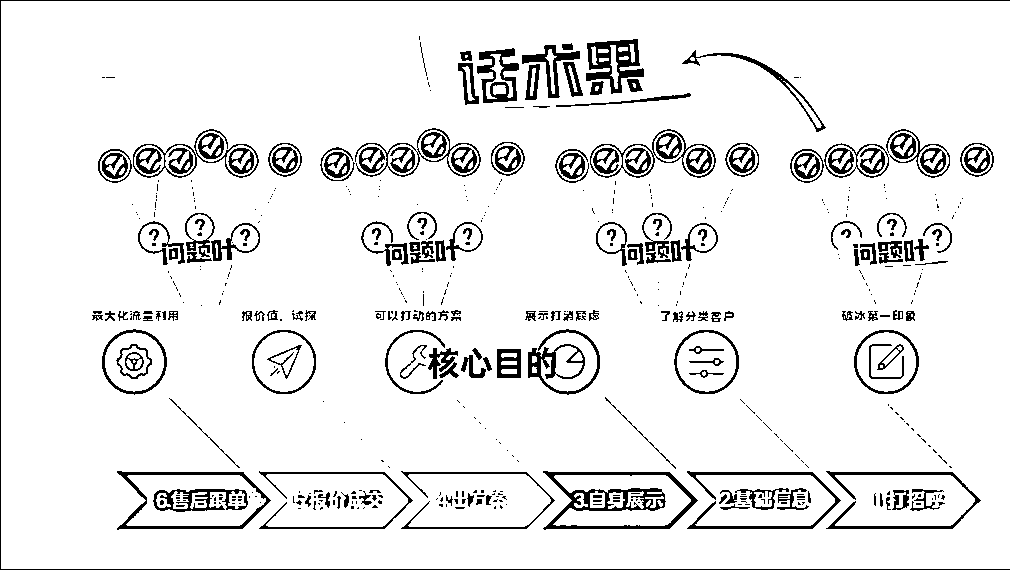 话术果
? ? ? ? ? ? ? ? ? ? ? ?
问题叶 问题叶 问题叶 问题叶
最大化流量利用 报价值，试探 可以打动的方案 展示打消疑虑 了解分类客户 破冰第一印象
核心目的
6.售后跟单 5.报价成交 4.出方案 3.自身展示 2.基础信息 1.打招呼